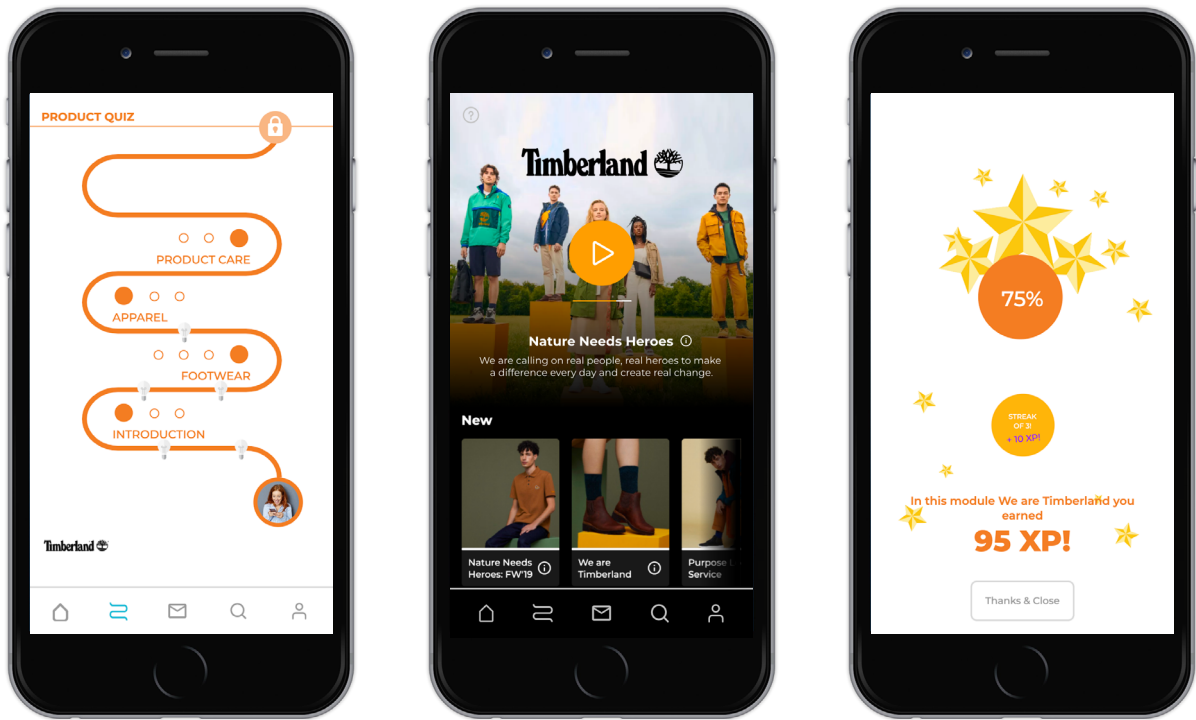 PRODUCT QUIZ
PRODUCT CARE
APPAREL
FOOTWEAR
INTRODUCTION
Timberland
?
Timberland
Nature Needs Heroes
We are calling on real people, real heroes to make
a difference every day and create real change.
New
Nature Needs
Heroes: FW'19
We are
Timberland
Purpose
Service
75%
STREAK
OF 3!
+ 10 XP!
In this module We are Timberland you
earned
95 XP!
Thanks & Close